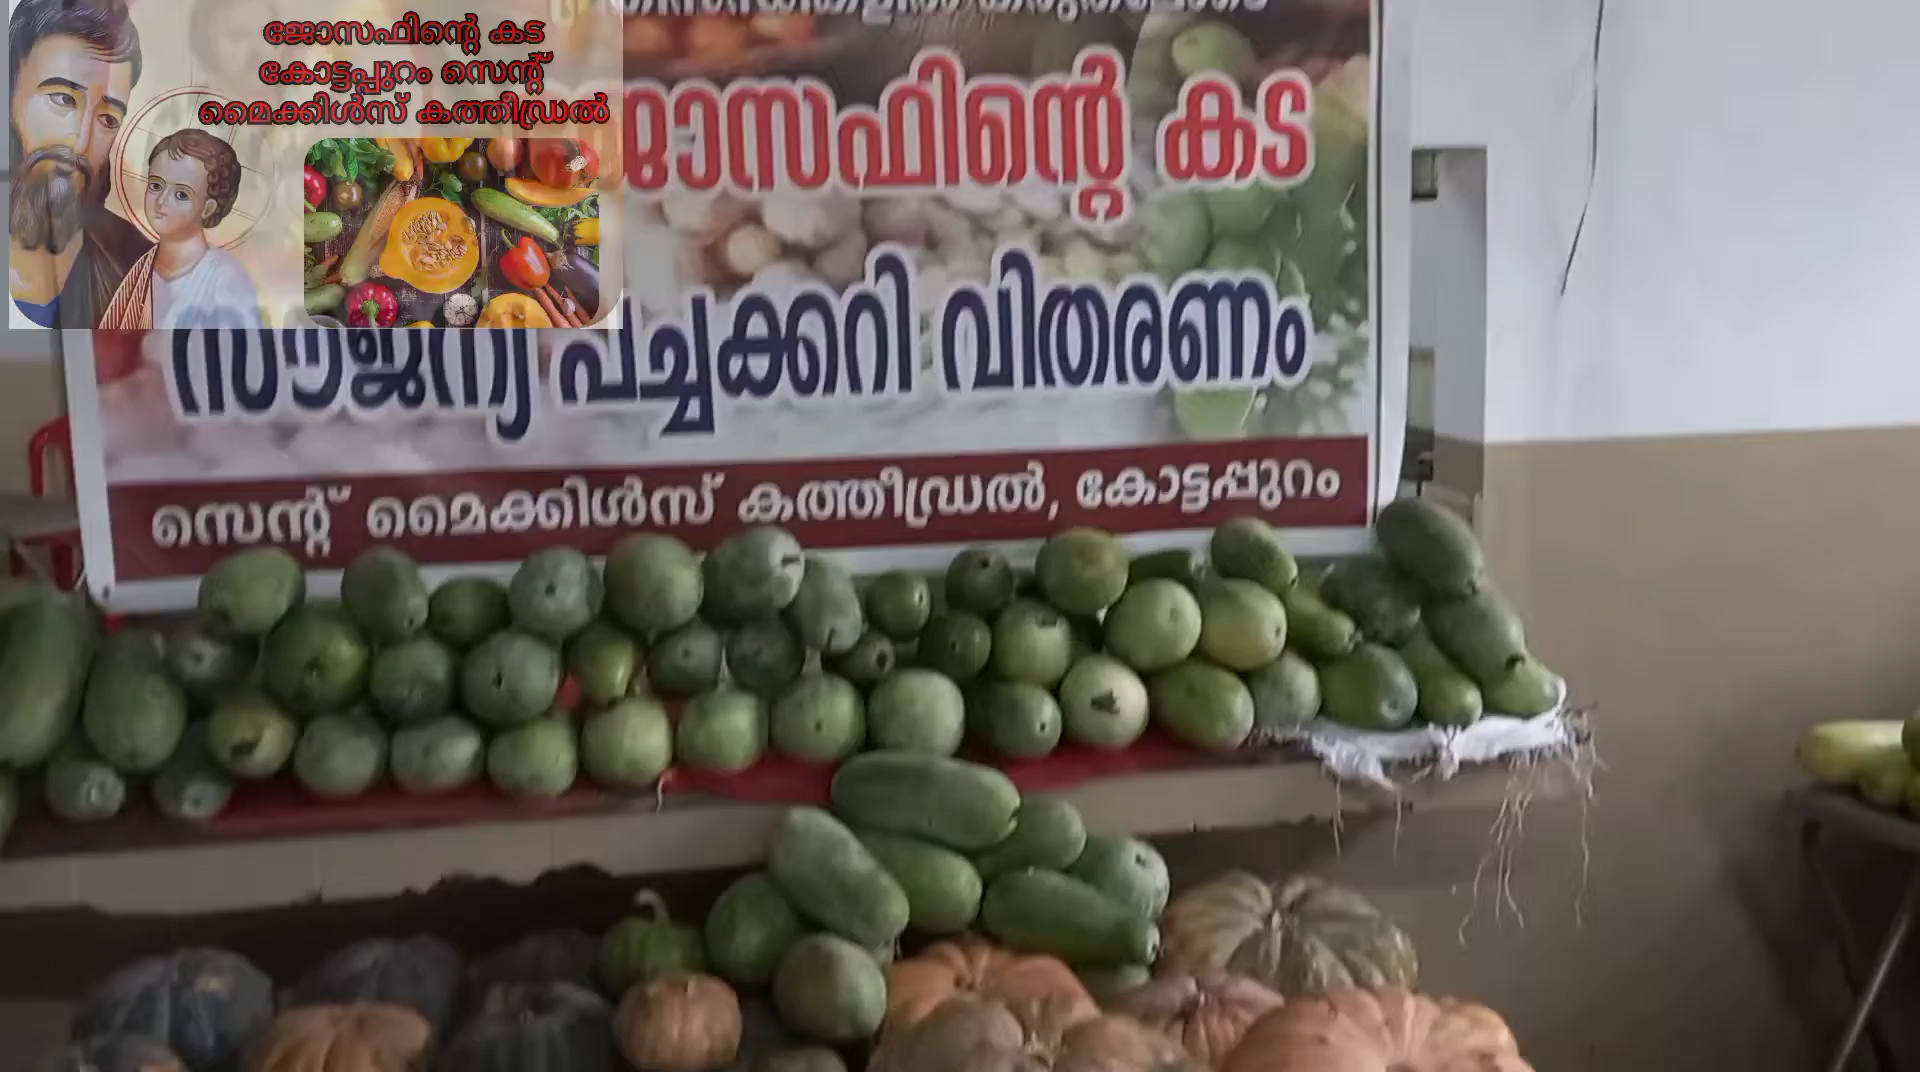 ജോസഫിന്റെ കട
കോട്ടപ്പുറം സെന്റ്
മൈക്കിൾസ് കത്തീഡ്രൽ
ജോസഫിന്റെ കട
സൗജന്യ പച്ചക്കറി വിതരണം
സെന്റ് മൈക്കിൾസ് കത്തീഡ്രൽ, കോട്ടപ്പുറം